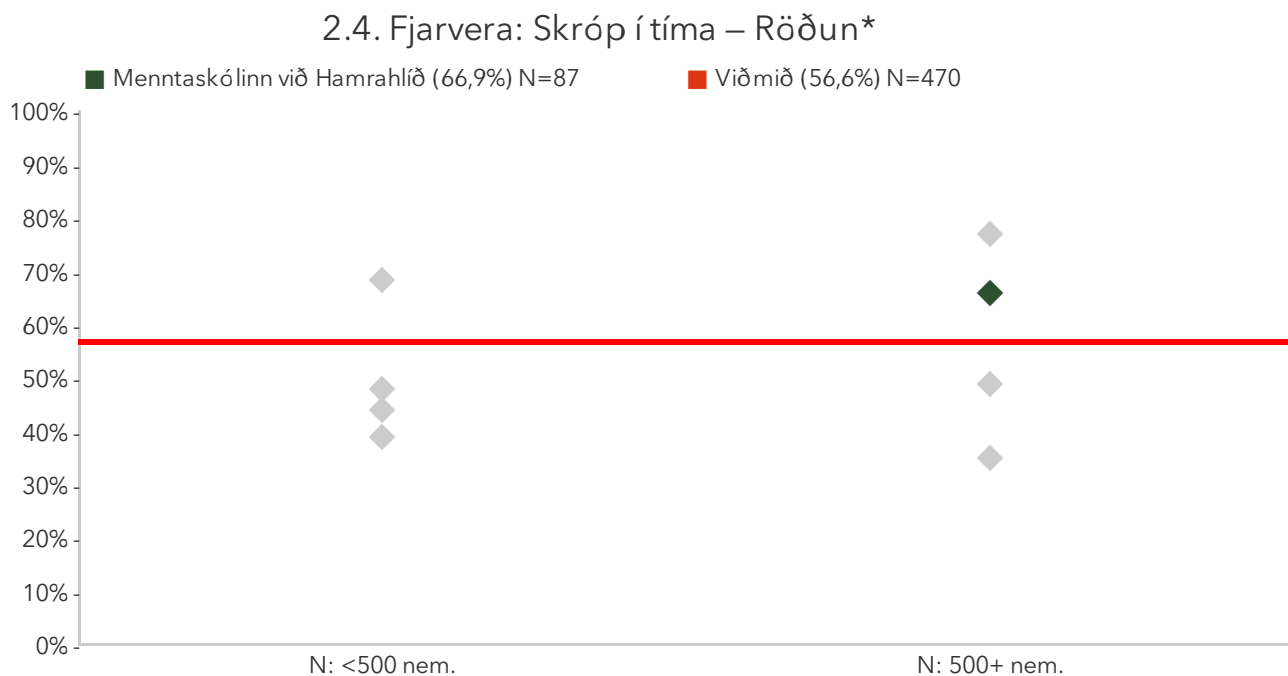 2.4. Fjarvera: Skróp í tíma – Röðun*
Menntaskólinn við Hamrahlíð (66,9%) N=87
Viðmið (56,6%) N=470
100%
90%
80%
70%
60%
50%
40%
30%
20%
10%
0%
N: <500 nem.
N: 500+ nem.